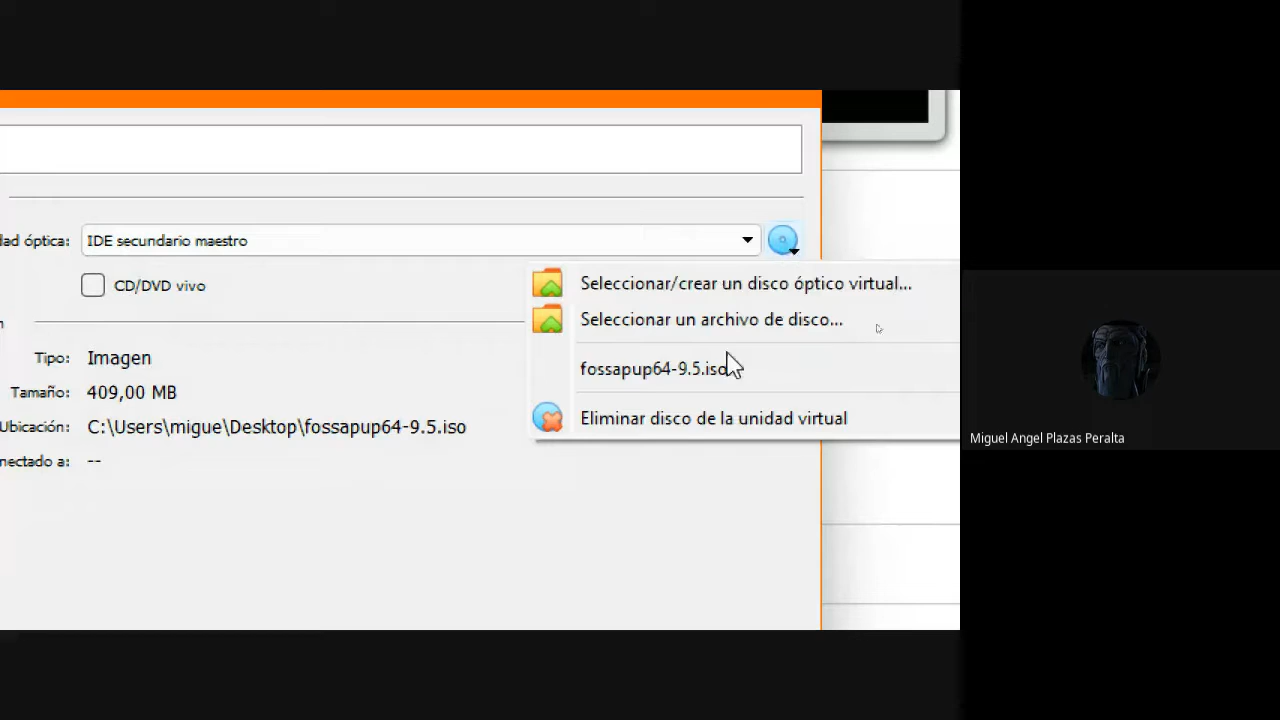 dad óptica: IDE secundario maestro
CD/DVD vivo
Seleccionar/crear un disco óptico virtual...
Seleccionar un archivo de disco...
fossapup64-9.5.iso
Eliminar disco de la unidad virtual
n
Tipo: Imagen
Tamaño: 409,00 MB
Ubicación: C:\Users\migue\Desktop\fossapup64-9.5.iso
nectado a: --
Miguel Angel Plazas Peralta